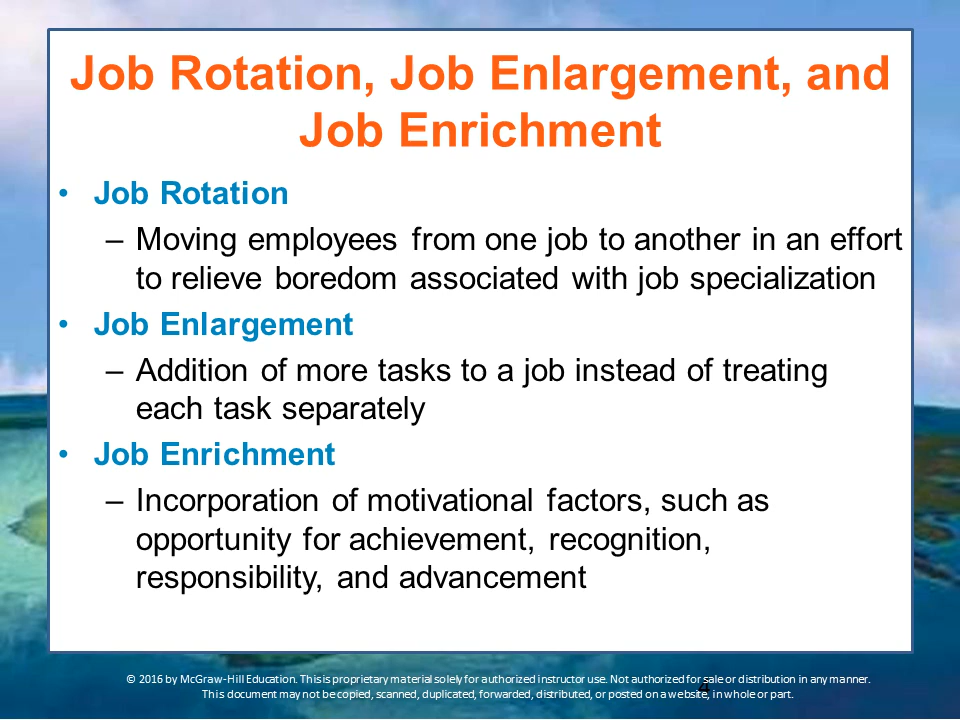 Job Rotation, Job Enlargement, and
Job Enrichment
• Job Rotation
– Moving employees from one job to another in an effort
to relieve boredom associated with job specialization
• Job Enlargement
– Addition of more tasks to a job instead of treating
each task separately
• Job Enrichment
– Incorporation of motivational factors, such as
opportunity for achievement, recognition,
responsibility, and advancement
© 2016 by McGraw-Hill Education. This is proprietary material solely for authorized instructor use. Not authorized for sale or distribution in any manner.
4
This document may not be copied, scanned, duplicated, forwarded, distributed, or posted on a website, in whole or part.